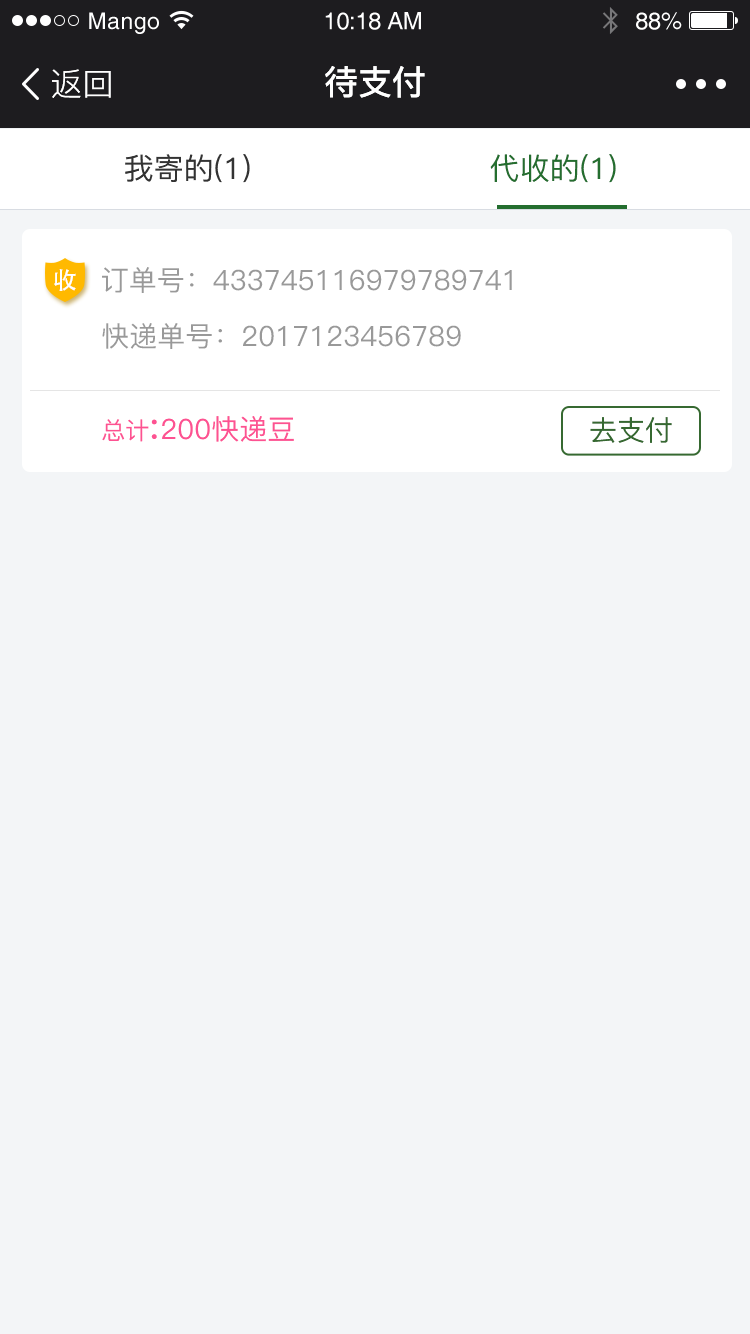 Mango 10:18 AM 88%
返回 待支付
我寄的(1) 代收的(1)
收 订单号：433745116979789741
快递单号：2017123456789
总计:200快递豆 去支付